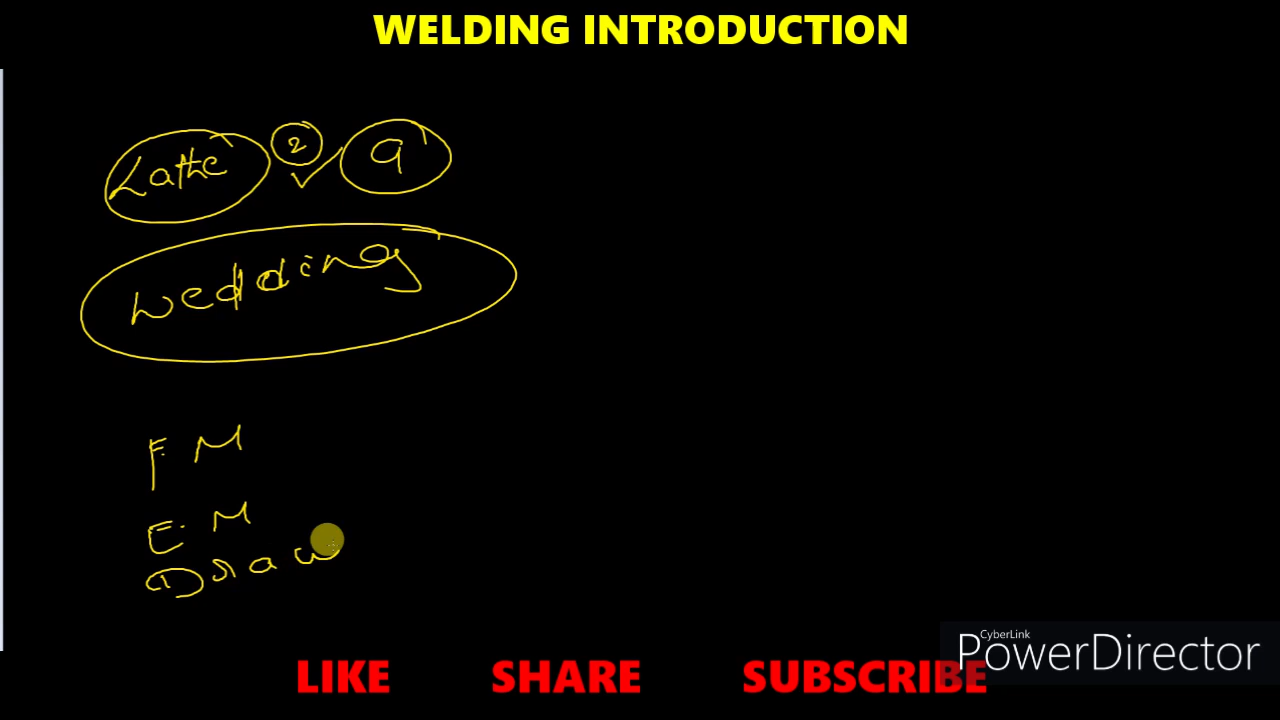 WELDING INTRODUCTION
Lathe 2 9
wedding
F. M
E. M
Draw
LIKE SHARE SUBSCRIBE
CyberLink
PowerDirector